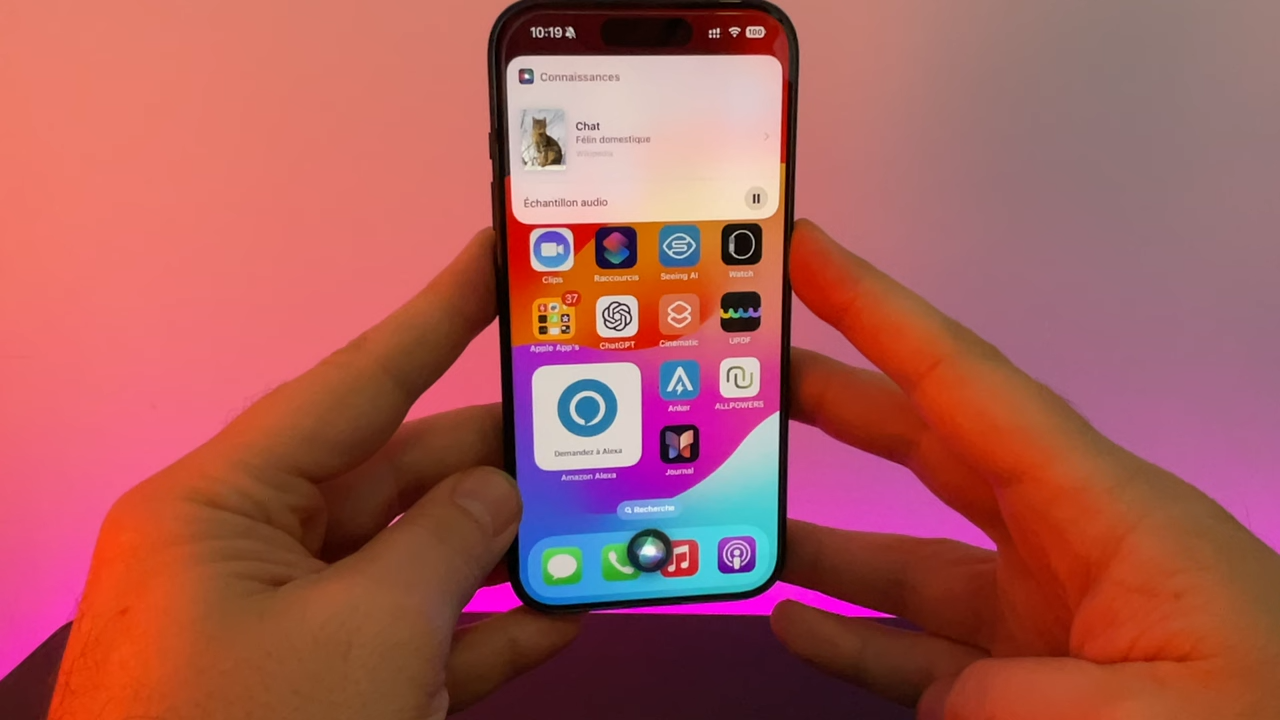 10:19
100
Connaissances
Chat
Félin domestique
Wikipedia
Échantillon audio
Clips
Raccourcis
Seeing AI
Watch
37
Apple App's
ChatGPT
Cinematic
UPDF
Demandez à Alexa
Amazon Alexa
Anker
ALLPOWERS
Journal
Recherche